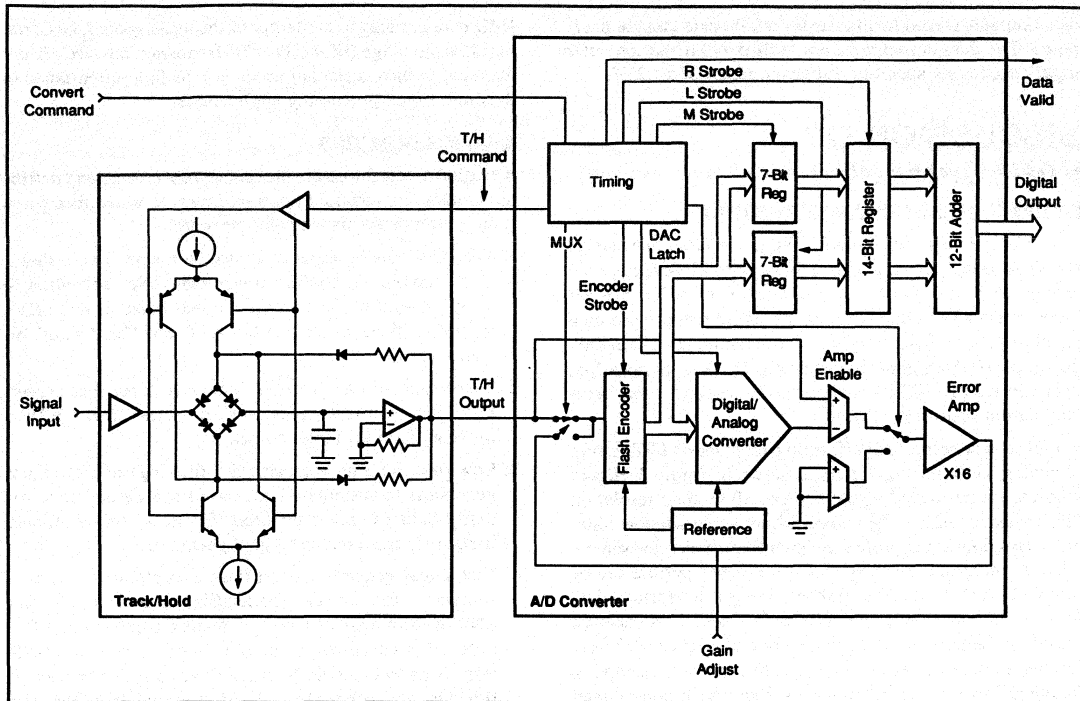 R Strobe
Convert
Command
L Strobe
Data
Valid
M Strobe
T/H
Command
Timing
7-Bit
Reg
14-Bit Register
12-Bit Adder
Digital
Output
MUX
DAC
Latch
7-Bit
Reg
Encoder
Strobe
Signal
Input
+
−
T/H
Output
Flash Encoder
Digital/
Analog
Converter
Amp
Enable
+
−
Error
Amp
X16
+
−
Reference
Track/Hold
A/D Converter
Gain
Adjust